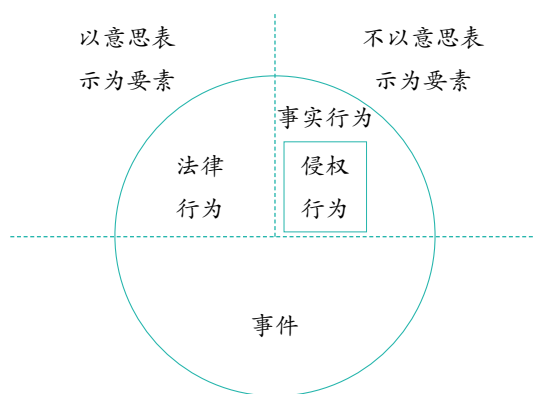 以意思表
示为要素
不以意思表
示为要素
事实行为
法律
行为
侵权
行为
事件